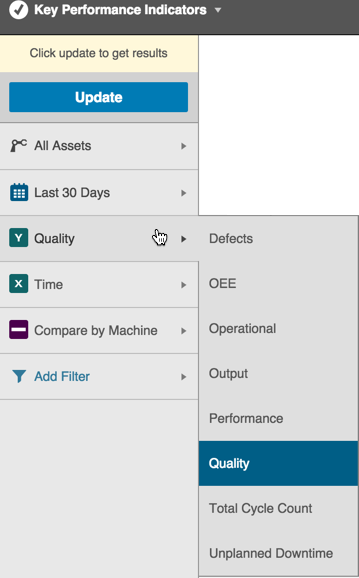 Key Performance Indicators
Click update to get results
Update
All Assets
Last 30 Days
Y Quality
X Time
Compare by Machine
Add Filter
Defects
OEE
Operational
Output
Performance
Quality
Total Cycle Count
Unplanned Downtime